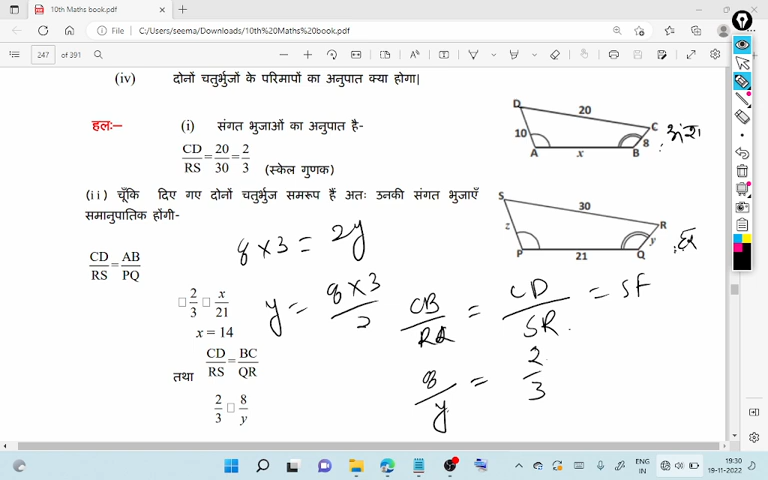 10th Maths book.pdf
File C:/Users/seema/Downloads/10th%20Maths%20book.pdf
247 of 391
(iv) दोनों चतुर्भुजों के परिमापों का अनुपात क्या होगा|
हलः– (i) संगत भुजाओं का अनुपात है-
CD/RS = 20/30 = 2/3 (स्केल गुणक)
(ii) चूँकि दिए गए दोनों चतुर्भुज समरूप हैं अतः उनकी संगत भुजाएँ
समानुपातिक होंगी-
CD/RS = AB/PQ
2/3 □ x/21
x = 14
तथा CD/RS = BC/QR
2/3 □ 8/y
D 20 C
10 8
A x B
S 30 R
z y
P 21 Q
8 × 3 = 2y
y = 8 × 3 / 2
CB = CD = SF
SR
8/y = 2/3
ENG
IN
19:30
19-11-2022